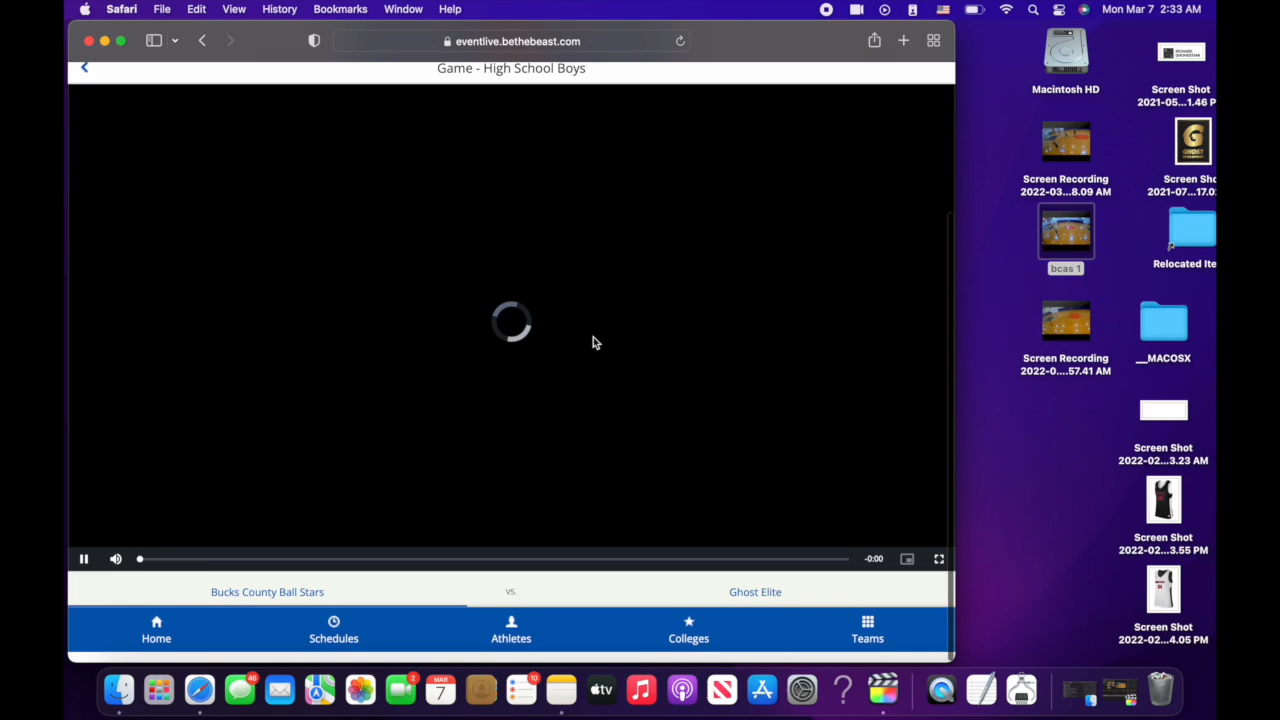 Safari File Edit View History Bookmarks Window Help Mon Mar 7 2:33 AM
eventlive.bethebeast.com
Game - High School Boys
-0:00
Bucks County Ball Stars vs. Ghost Elite
Home Schedules Athletes Colleges Teams
Macintosh HD
Screen Shot
2021-05...1.46 P
Screen Recording
2022-03...8.09 AM
GHOST
Screen Sho
2021-07...17.0
bcas 1
Relocated Ite
Screen Recording
2022-0....57.41 AM
__MACOSX
Screen Shot
2022-02...3.23 AM
Screen Shot
2022-02...3.55 PM
Screen Shot
2022-02...4.05 PM
46
2
MAR
7
10
tv